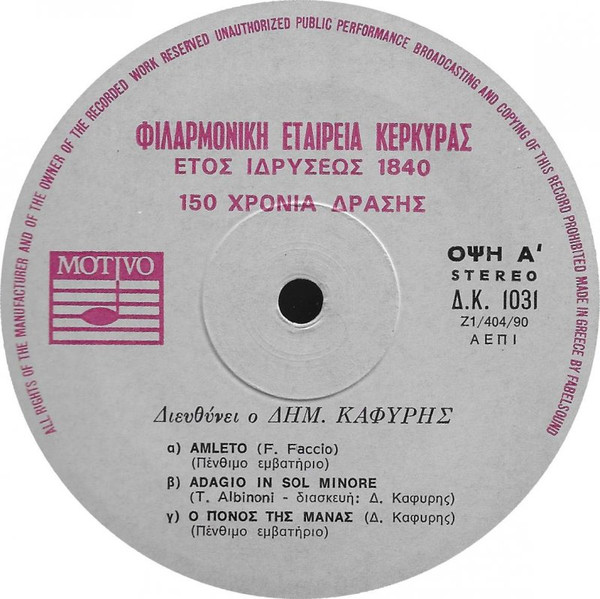 ALL RIGHTS OF THE MANUFACTURER AND OF THE OWNER OF THE RECORDED WORK RESERVED UNAUTHORIZED PUBLIC PERFORMANCE BROADCASTING AND COPYING OF THIS RECORD PROHIBITED MADE IN GREECE BY FABELSOUND
ΦΙΛΑΡΜΟΝΙΚΗ ΕΤΑΙΡΕΙΑ ΚΕΡΚΥΡΑΣ
ΕΤΟΣ ΙΔΡΥΣΕΩΣ 1840
150 ΧΡΟΝΙΑ ΔΡΑΣΗΣ
MOTIVO
ΟΨΗ Α'
STEREO
Δ.Κ. 1031
Ζ1/404/90
ΑΕΠΙ
Διευθύνει ο ΔΗΜ. ΚΑΦΥΡΗΣ
α) AMLETO (F. Faccio)
(Πένθιμο εμβατήριο)
β) ADAGIO IN SOL MINORE
(T. Albinoni - διασκευή: Δ. Καφυρης)
γ) Ο ΠΟΝΟΣ ΤΗΣ ΜΑΝΑΣ (Δ. Καφυρης)
(Πένθιμο εμβατήριο)